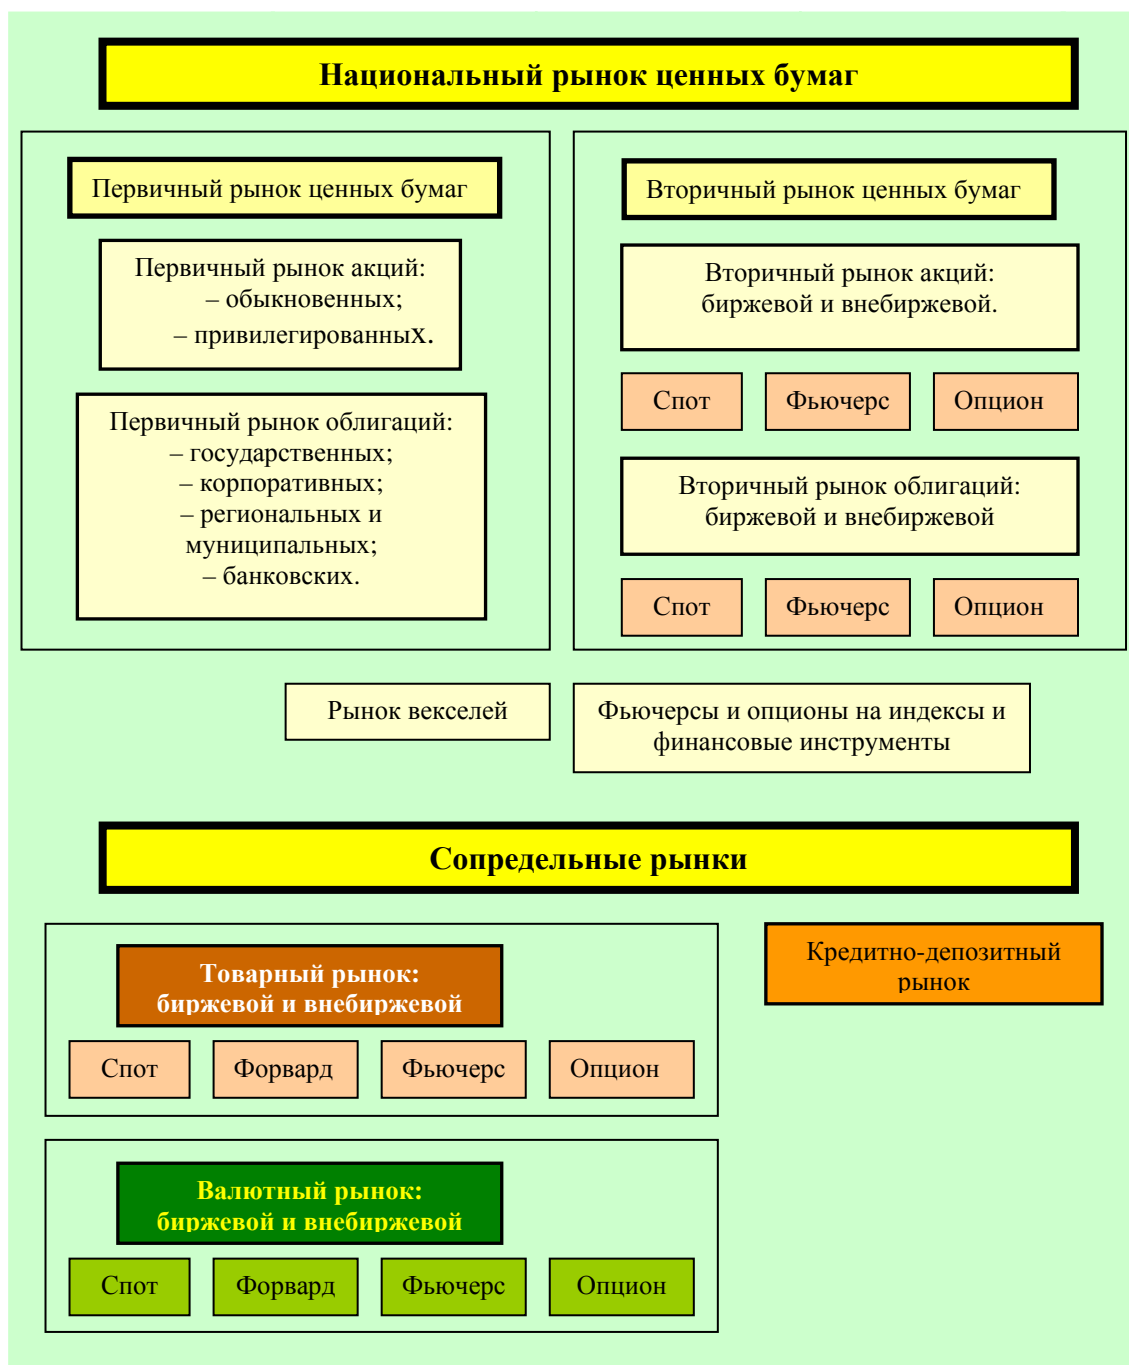 Национальный рынок ценных бумаг
Первичный рынок ценных бумаг
Первичный рынок акций:
– обыкновенных;
– привилегированных.
Первичный рынок облигаций:
– государственных;
– корпоративных;
– региональных и
муниципальных;
– банковских.
Вторичный рынок ценных бумаг
Вторичный рынок акций:
биржевой и внебиржевой.
Спот
Фьючерс
Опцион
Вторичный рынок облигаций:
биржевой и внебиржевой
Спот
Фьючерс
Опцион
Рынок векселей
Фьючерсы и опционы на индексы и
финансовые инструменты
Сопредельные рынки
Товарный рынок:
биржевой и внебиржевой
Спот
Форвард
Фьючерс
Опцион
Кредитно-депозитный
рынок
Валютный рынок:
биржевой и внебиржевой
Спот
Форвард
Фьючерс
Опцион